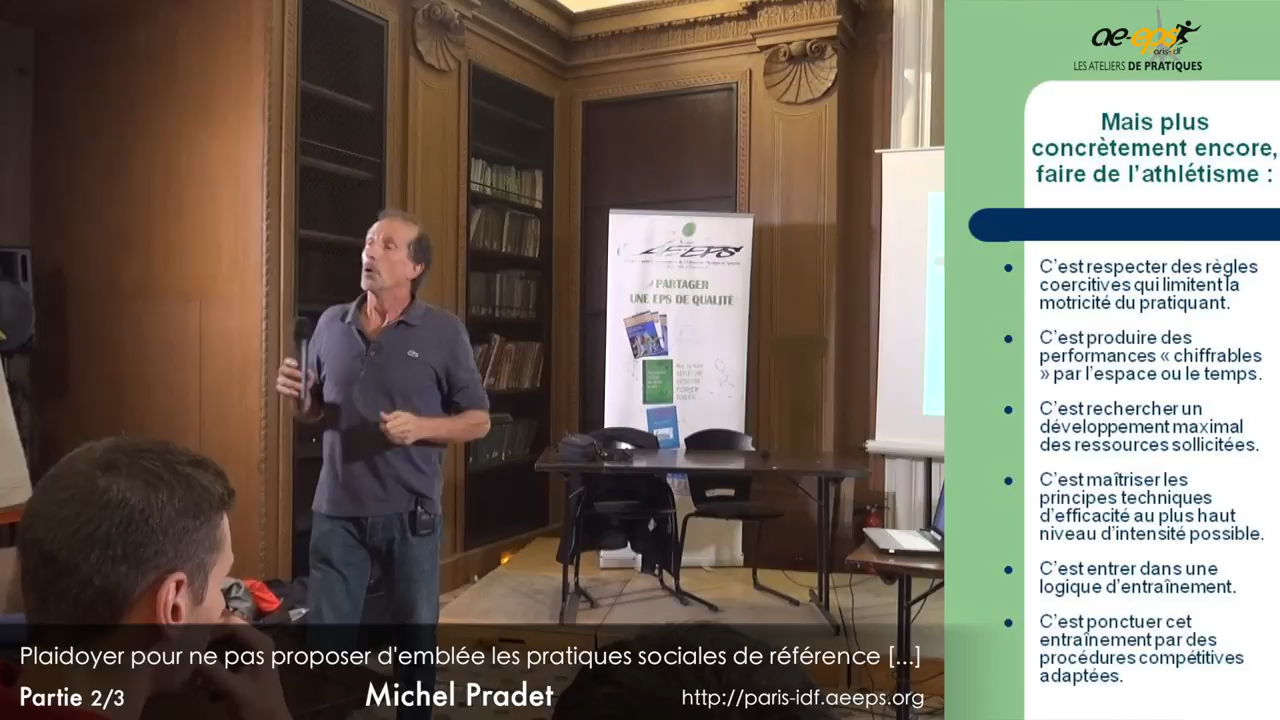 ae-eps
paris-idf
LES ATELIERS DE PRATIQUES
Mais plus
concrètement encore,
faire de l'athlétisme :
• C'est respecter des règles
coercitives qui limitent la
motricité du pratiquant.
• C'est produire des
performances « chiffrables
» par l'espace ou le temps.
• C'est rechercher un
développement maximal
des ressources sollicitées.
• C'est maîtriser les
principes techniques
d'efficacité au plus haut
niveau d'intensité possible.
• C'est entrer dans une
logique d'entraînement.
• C'est ponctuer cet
entraînement par des
procédures compétitives
adaptées.
AEEPS
PARTAGER
UNE EPS DE QUALITÉ
Plaidoyer pour ne pas proposer d'emblée les pratiques sociales de référence [...]
Partie 2/3
Michel Pradet
http://paris-idf.aeeps.org